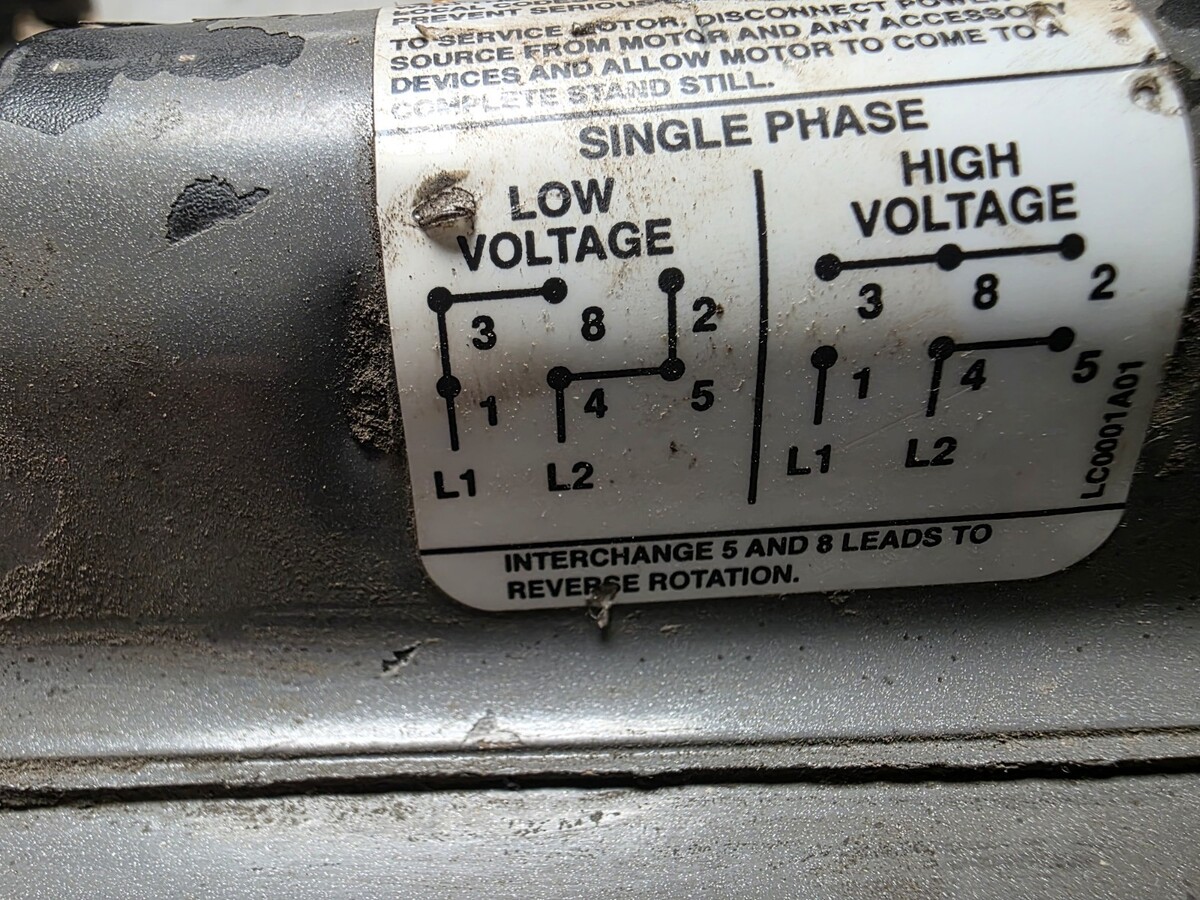 PREVENT SERIOUS
TO SERVICE MOTOR, DISCONNECT POWER
SOURCE FROM MOTOR AND ANY ACCESSORY
DEVICES AND ALLOW MOTOR TO COME TO A
COMPLETE STAND STILL.
SINGLE PHASE
LOW
VOLTAGE
3 8 2
1 4 5
L1 L2
HIGH
VOLTAGE
3 8 2
1 4 5
L1 L2
LC0001A01
INTERCHANGE 5 AND 8 LEADS TO
REVERSE ROTATION.